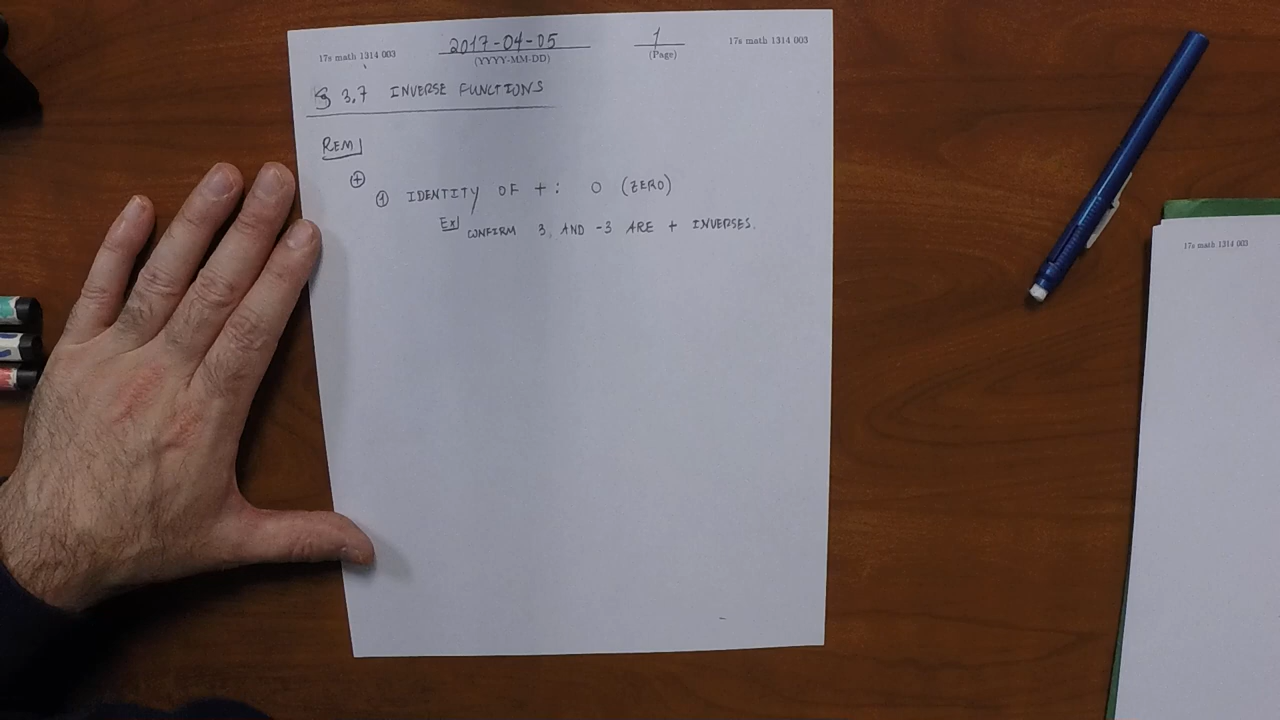 17s math 1314 003 2017-04-05 1 17s math 1314 003
(YYYY-MM-DD) (Page)
§ 3.7 INVERSE FUNCTIONS
REM
+
1 IDENTITY OF +: 0 (ZERO)
Ex CONFIRM 3 AND -3 ARE + INVERSES.
17s math 1314 003